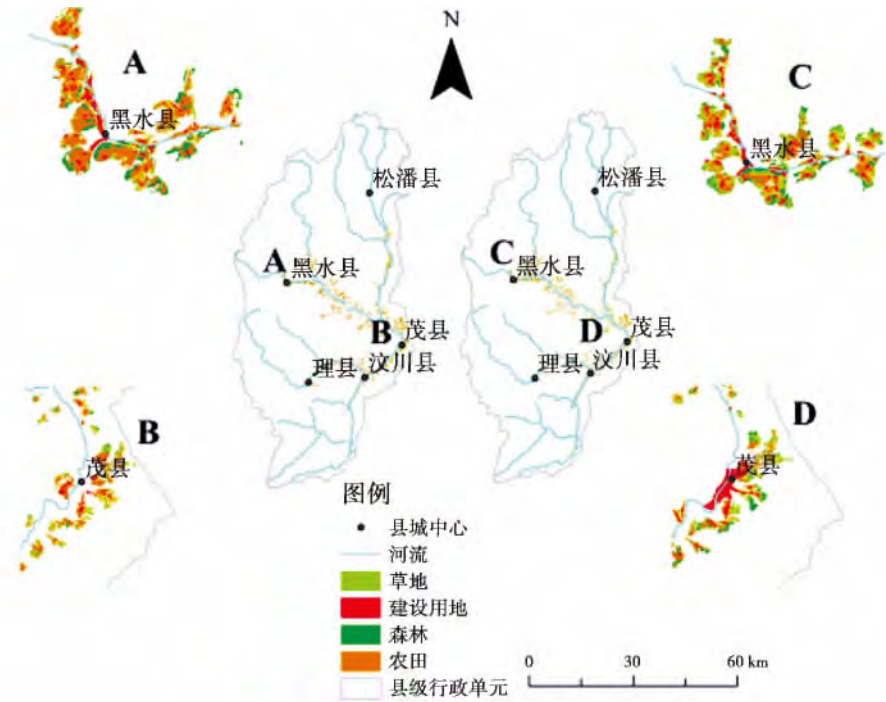 N
A
黑水县
C
黑水县
松潘县
松潘县
A
黑水县
C
黑水县
B
茂县
D
茂县
理县
汶川县
理县
汶川县
B
茂县
D
茂县
图例
县城中心
河流
草地
建设用地
森林
农田
县级行政单元
0 30 60 km